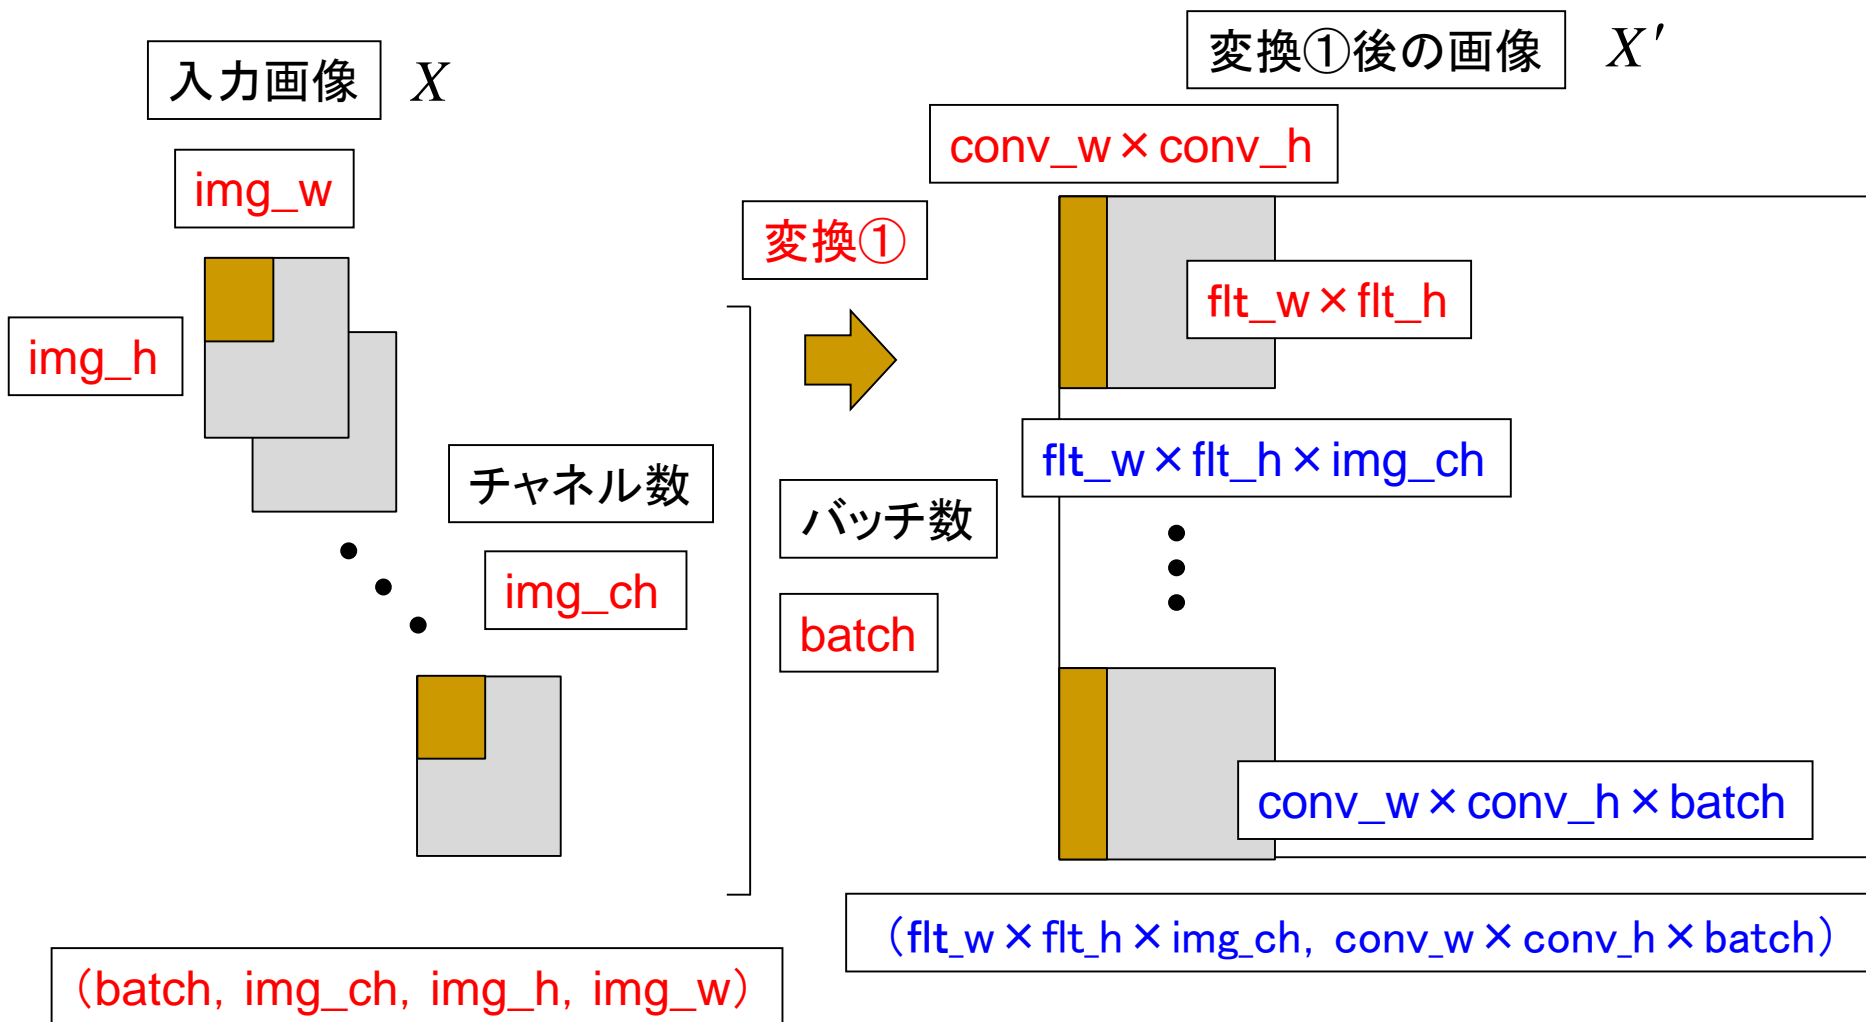 入力画像 X
img_w
img_h
チャネル数
img_ch
(batch, img_ch, img_h, img_w)
変換①
バッチ数
batch
変換①後の画像 X′
conv_w×conv_h
flt_w×flt_h
flt_w×flt_h×img_ch
conv_w×conv_h×batch
(flt_w×flt_h×img_ch, conv_w×conv_h×batch)